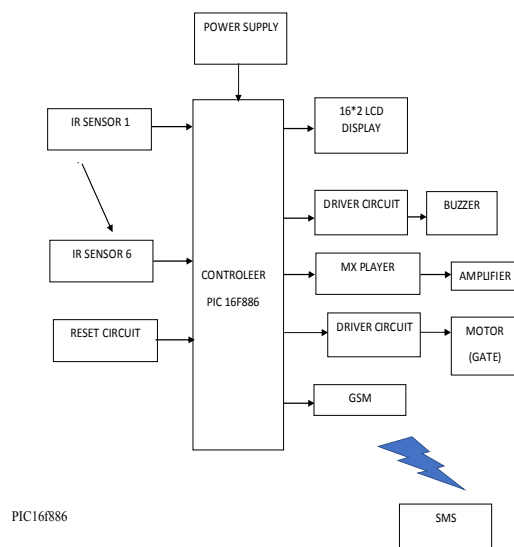 POWER SUPPLY
IR SENSOR 1
16*2 LCD
DISPLAY
DRIVER CIRCUIT
BUZZER
IR SENSOR 6
CONTROLEER
PIC 16F886
MX PLAYER
AMPLIFIER
RESET CIRCUIT
DRIVER CIRCUIT
MOTOR
(GATE)
GSM
PIC16f886
SMS